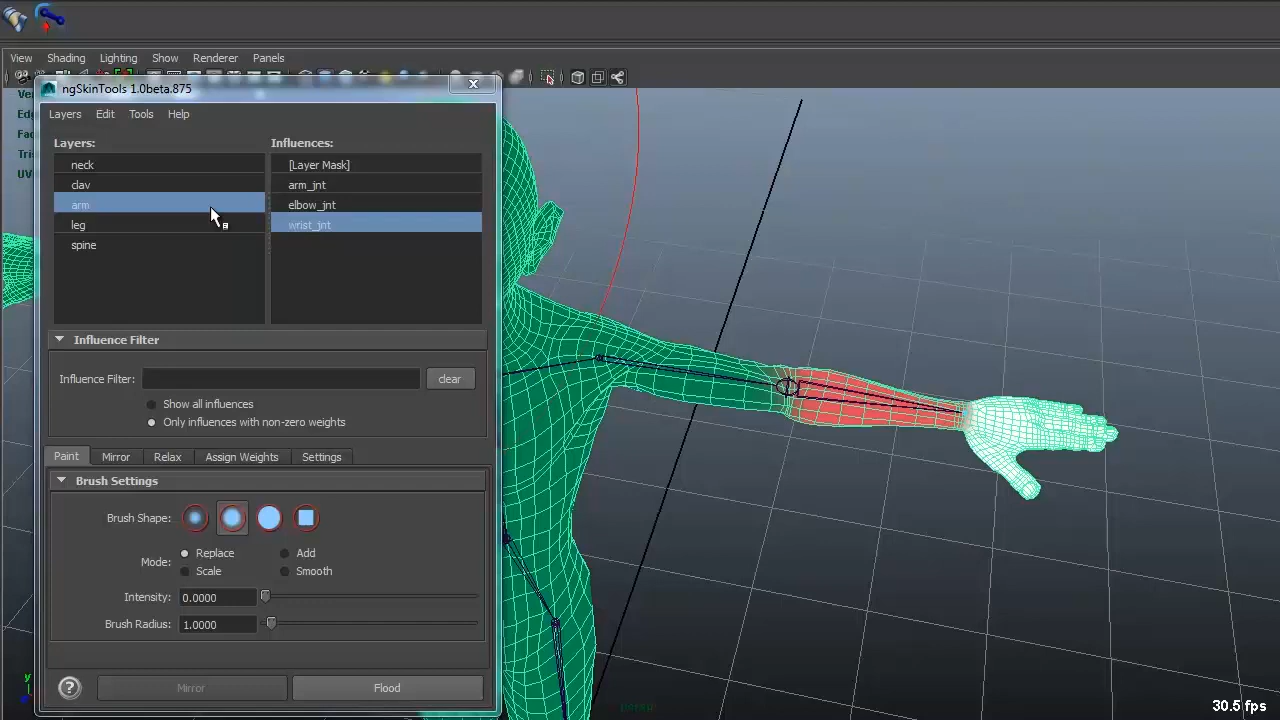 View Shading Lighting Show Renderer Panels
ngSkinTools 1.0beta.875
Layers Edit Tools Help
Layers: Influences:
neck [Layer Mask]
clav arm_jnt
arm elbow_jnt
leg wrist_jnt
spine
Influence Filter
Influence Filter: clear
Show all influences
Only influences with non-zero weights
Paint Mirror Relax Assign Weights Settings
Brush Settings
Brush Shape:
Mode: Replace Add
Scale Smooth
Intensity: 0.0000
Brush Radius: 1.0000
? Mirror Flood
y
persp
30.5 fps